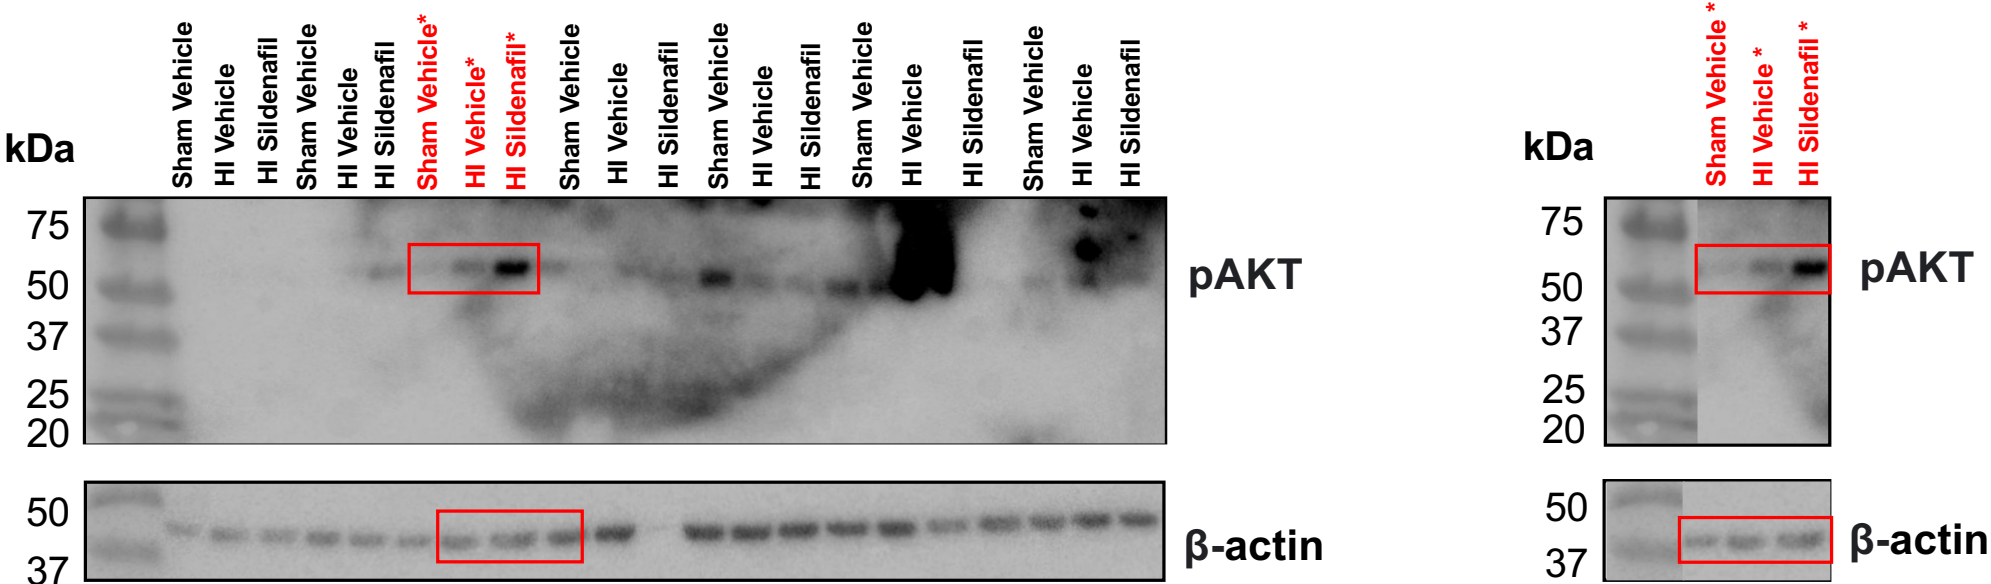 Sham Vehicle
HI Vehicle
HI Sildenafil
Sham Vehicle
HI Vehicle
HI Sildenafil
Sham Vehicle*
HI Vehicle*
HI Sildenafil*
Sham Vehicle
HI Vehicle
HI Sildenafil
Sham Vehicle
HI Vehicle
HI Sildenafil
Sham Vehicle
HI Vehicle
HI Sildenafil
Sham Vehicle
HI Vehicle
HI Sildenafil
kDa
75
50
37
25
20
pAKT
50
37
β-actin
Sham Vehicle *
HI Vehicle *
HI Sildenafil *
kDa
75
50
37
25
20
pAKT
50
37
β-actin